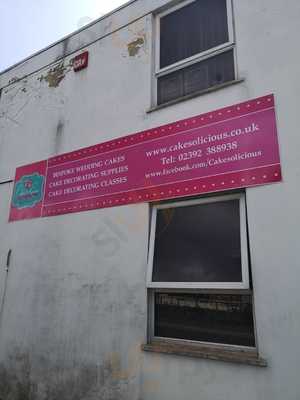 BESPOKE WEDDING CAKES
CAKE DECORATING SUPPLIES
CAKE DECORATING CLASSES
www.cakesolicious.co.uk
Tel: 02392 388938
www.facebook.com/Cakesolicious